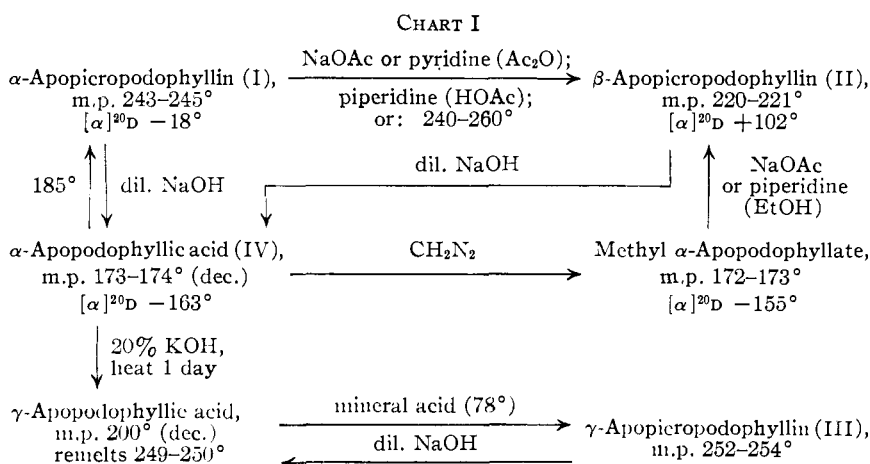 CHART I
α-Apopicropodophyllin (I),
m.p. 243–245°
[α]²⁰D −18°
NaOAc or pyridine (Ac₂O);
piperidine (HOAc);
or: 240–260°
β-Apopicropodophyllin (II),
m.p. 220–221°
[α]²⁰D +102°
185°
dil. NaOH
dil. NaOH
NaOAc
or piperidine
(EtOH)
α-Apopodophyllic acid (IV),
m.p. 173–174° (dec.)
[α]²⁰D −163°
CH₂N₂
Methyl α-Apopodophyllate,
m.p. 172–173°
[α]²⁰D −155°
20% KOH,
heat 1 day
γ-Apopodophyllic acid,
m.p. 200° (dec.)
remelts 249–250°
mineral acid (78°)
dil. NaOH
γ-Apopicropodophyllin (III),
m.p. 252–254°